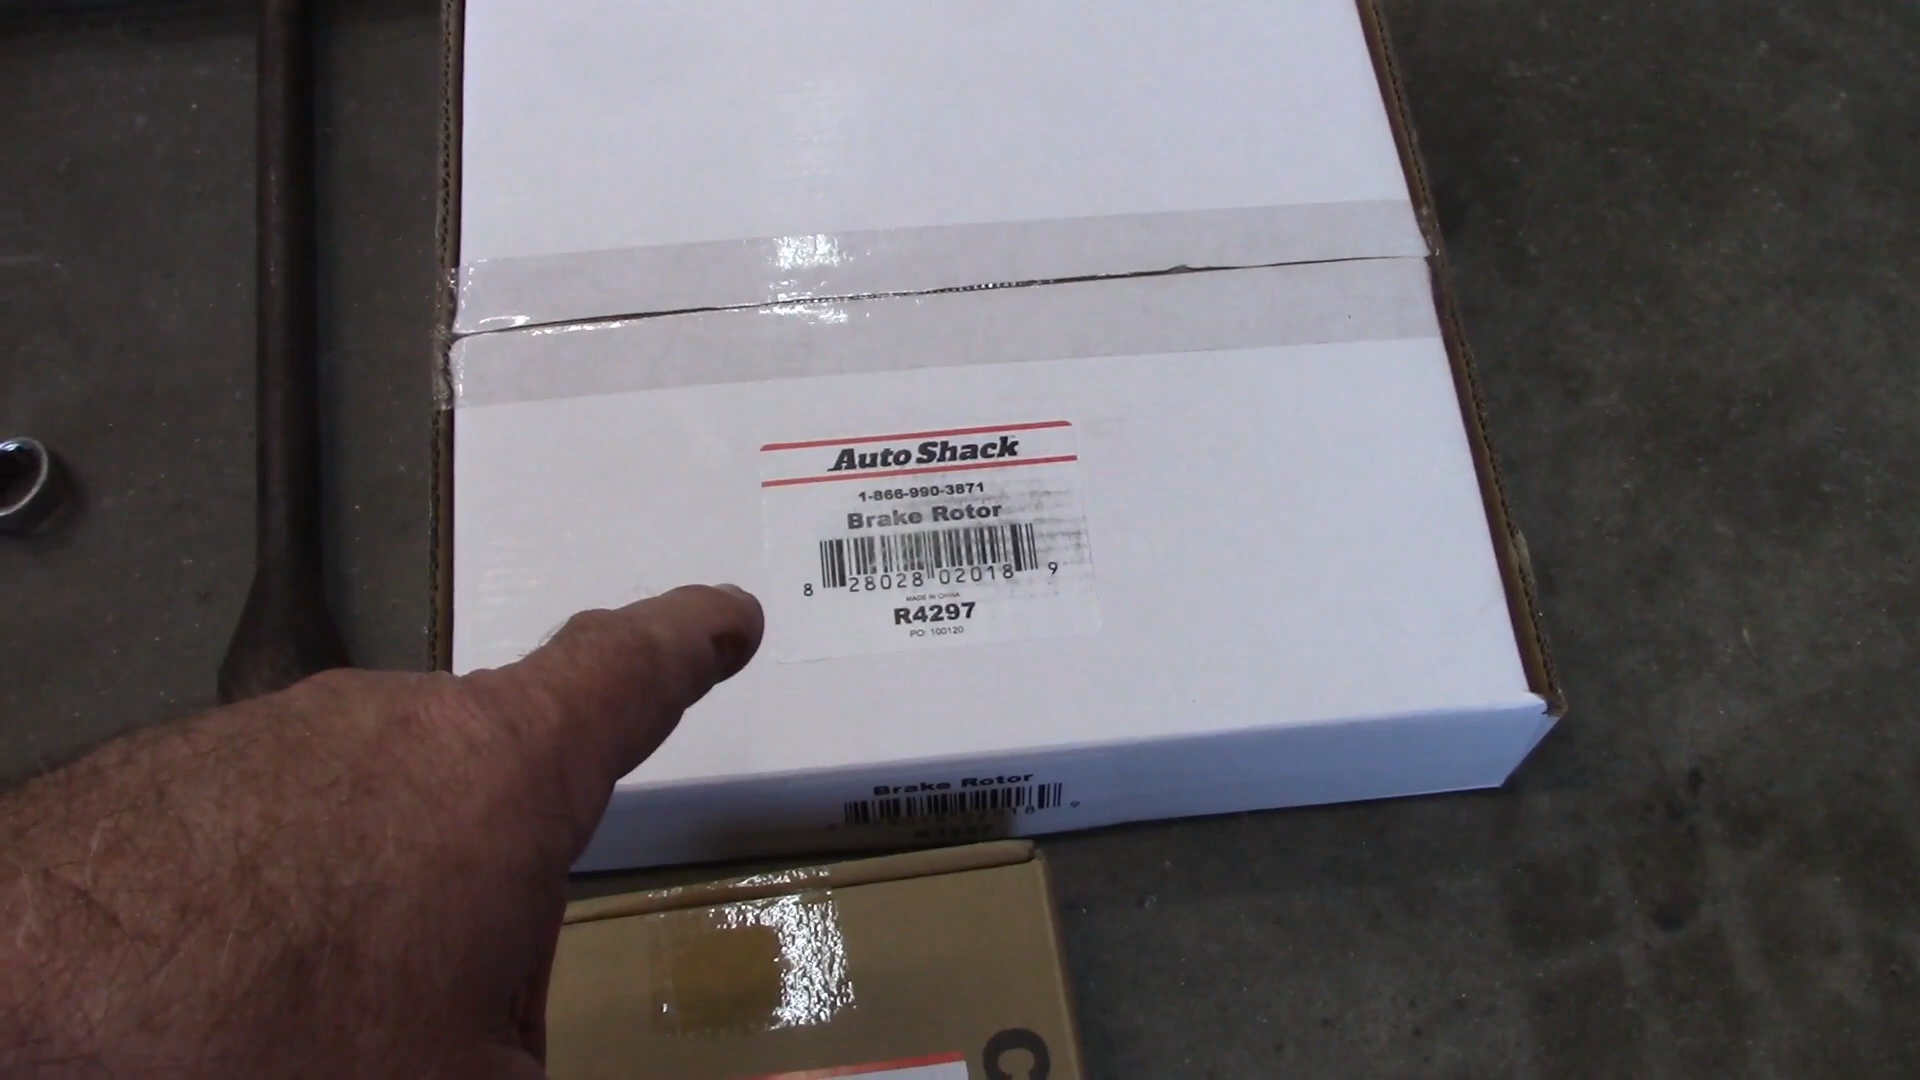 Auto Shack
1-866-990-3871
Brake Rotor
8 28028 02018 9
MADE IN CHINA
R4297
PO: 100120
Brake Rotor
C